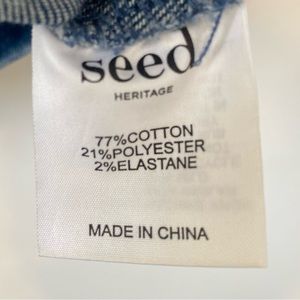 seed
HERITAGE
77%COTTON
21%POLYESTER
2%ELASTANE
MADE IN CHINA